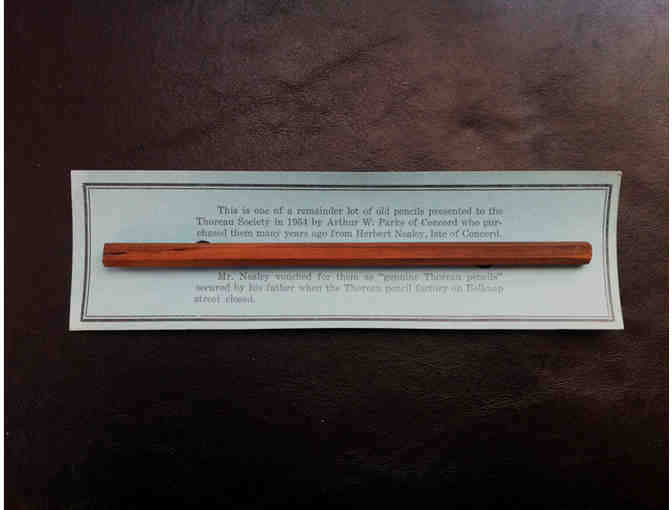 This is one of a remainder lot of old pencils presented to the
Thoreau Society in 1954 by Arthur W. Parks of Concord who pur-
chased them many years ago from Herbert Nealey, late of Concord.
Mr. Nealey vouched for them as "genuine Thoreau pencils"
secured by his father when the Thoreau pencil factory on Belknap
street closed.